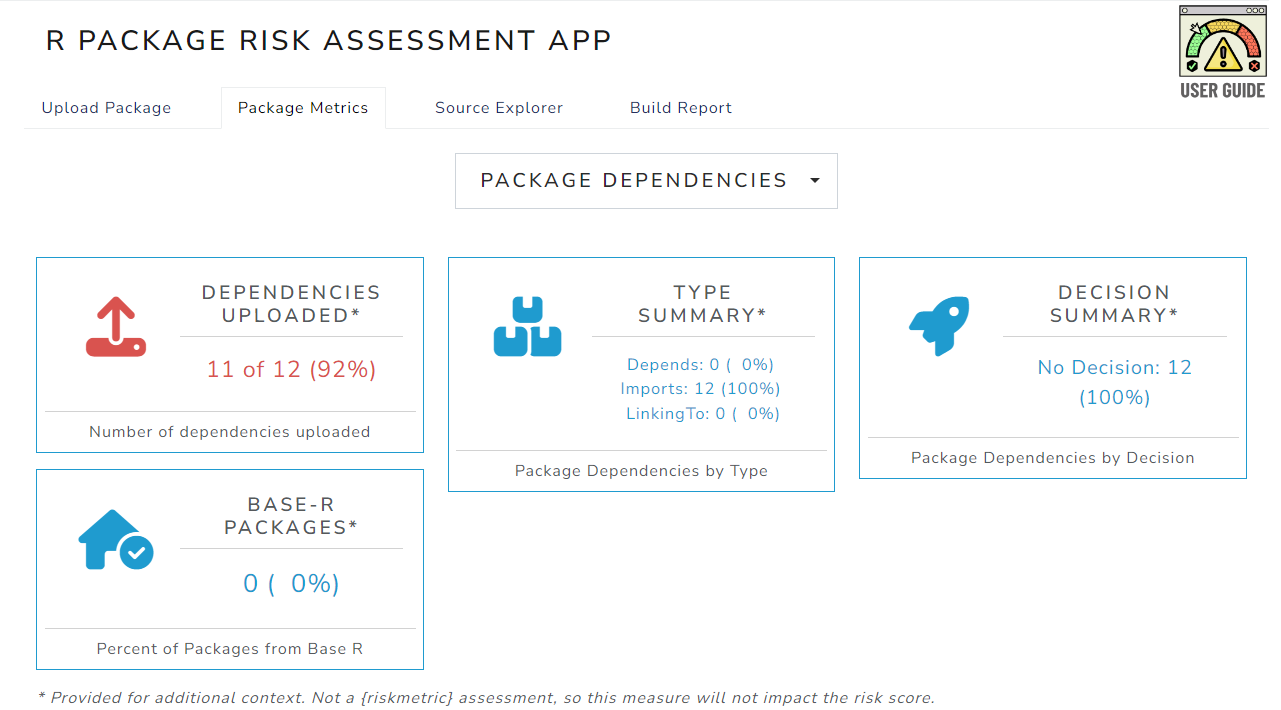 R PACKAGE RISK ASSESSMENT APP
USER GUIDE
Upload Package
Package Metrics
Source Explorer
Build Report
PACKAGE DEPENDENCIES
DEPENDENCIES
UPLOADED*
11 of 12 (92%)
Number of dependencies uploaded
TYPE
SUMMARY*
Depends: 0 (  0%)
Imports: 12 (100%)
LinkingTo: 0 (  0%)
Package Dependencies by Type
DECISION
SUMMARY*
No Decision: 12
(100%)
Package Dependencies by Decision
BASE-R
PACKAGES*
0 (  0%)
Percent of Packages from Base R
* Provided for additional context. Not a {riskmetric} assessment, so this measure will not impact the risk score.